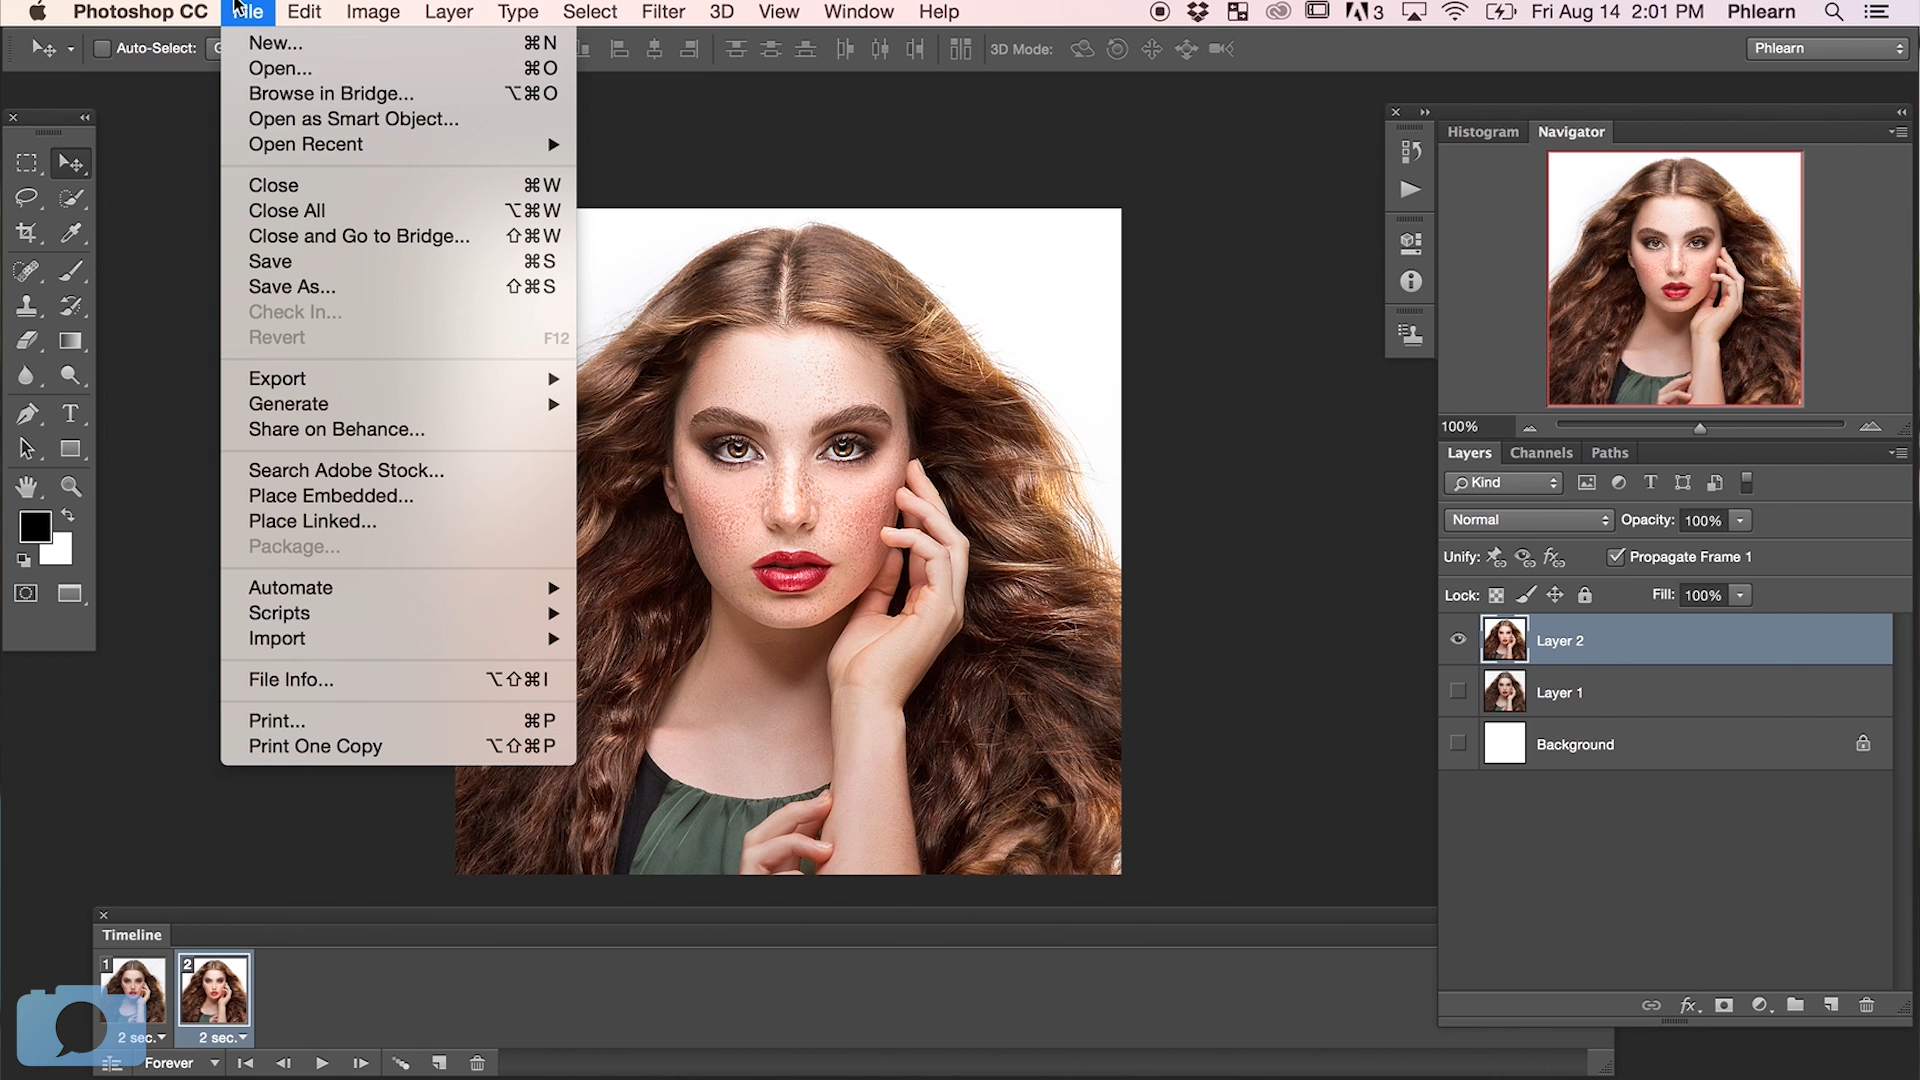 Photoshop CC File Edit Image Layer Type Select Filter 3D View Window Help 3 Fri Aug 14 2:01 PM Phlearn
Auto-Select: 3D Mode: Phlearn
New... ⌘N
Open... ⌘O
Browse in Bridge... ⌥⌘O
Open as Smart Object...
Open Recent
Close ⌘W
Close All ⌥⌘W
Close and Go to Bridge... ⇧⌘W
Save ⌘S
Save As... ⇧⌘S
Check In...
Revert F12
Export
Generate
Share on Behance...
Search Adobe Stock...
Place Embedded...
Place Linked...
Package...
Automate
Scripts
Import
File Info... ⌥⇧⌘I
Print... ⌘P
Print One Copy ⌥⇧⌘P
Histogram Navigator
100%
Layers Channels Paths
Kind
Normal Opacity: 100%
Unify: Propagate Frame 1
Lock: Fill: 100%
Layer 2
Layer 1
Background
Timeline
1 2
2 sec. 2 sec.
Forever